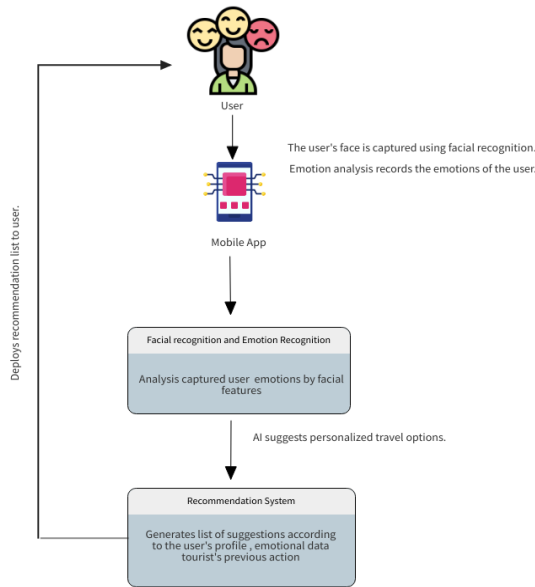 User
The user's face is captured using facial recognition.
Emotion analysis records the emotions of the user.
Mobile App
Deploys recommendation list to user.
Facial recognition and Emotion Recognition
Analysis captured user emotions by facial
features
AI suggests personalized travel options.
Recommendation System
Generates list of suggestions according
to the user's profile , emotional data
tourist's previous action